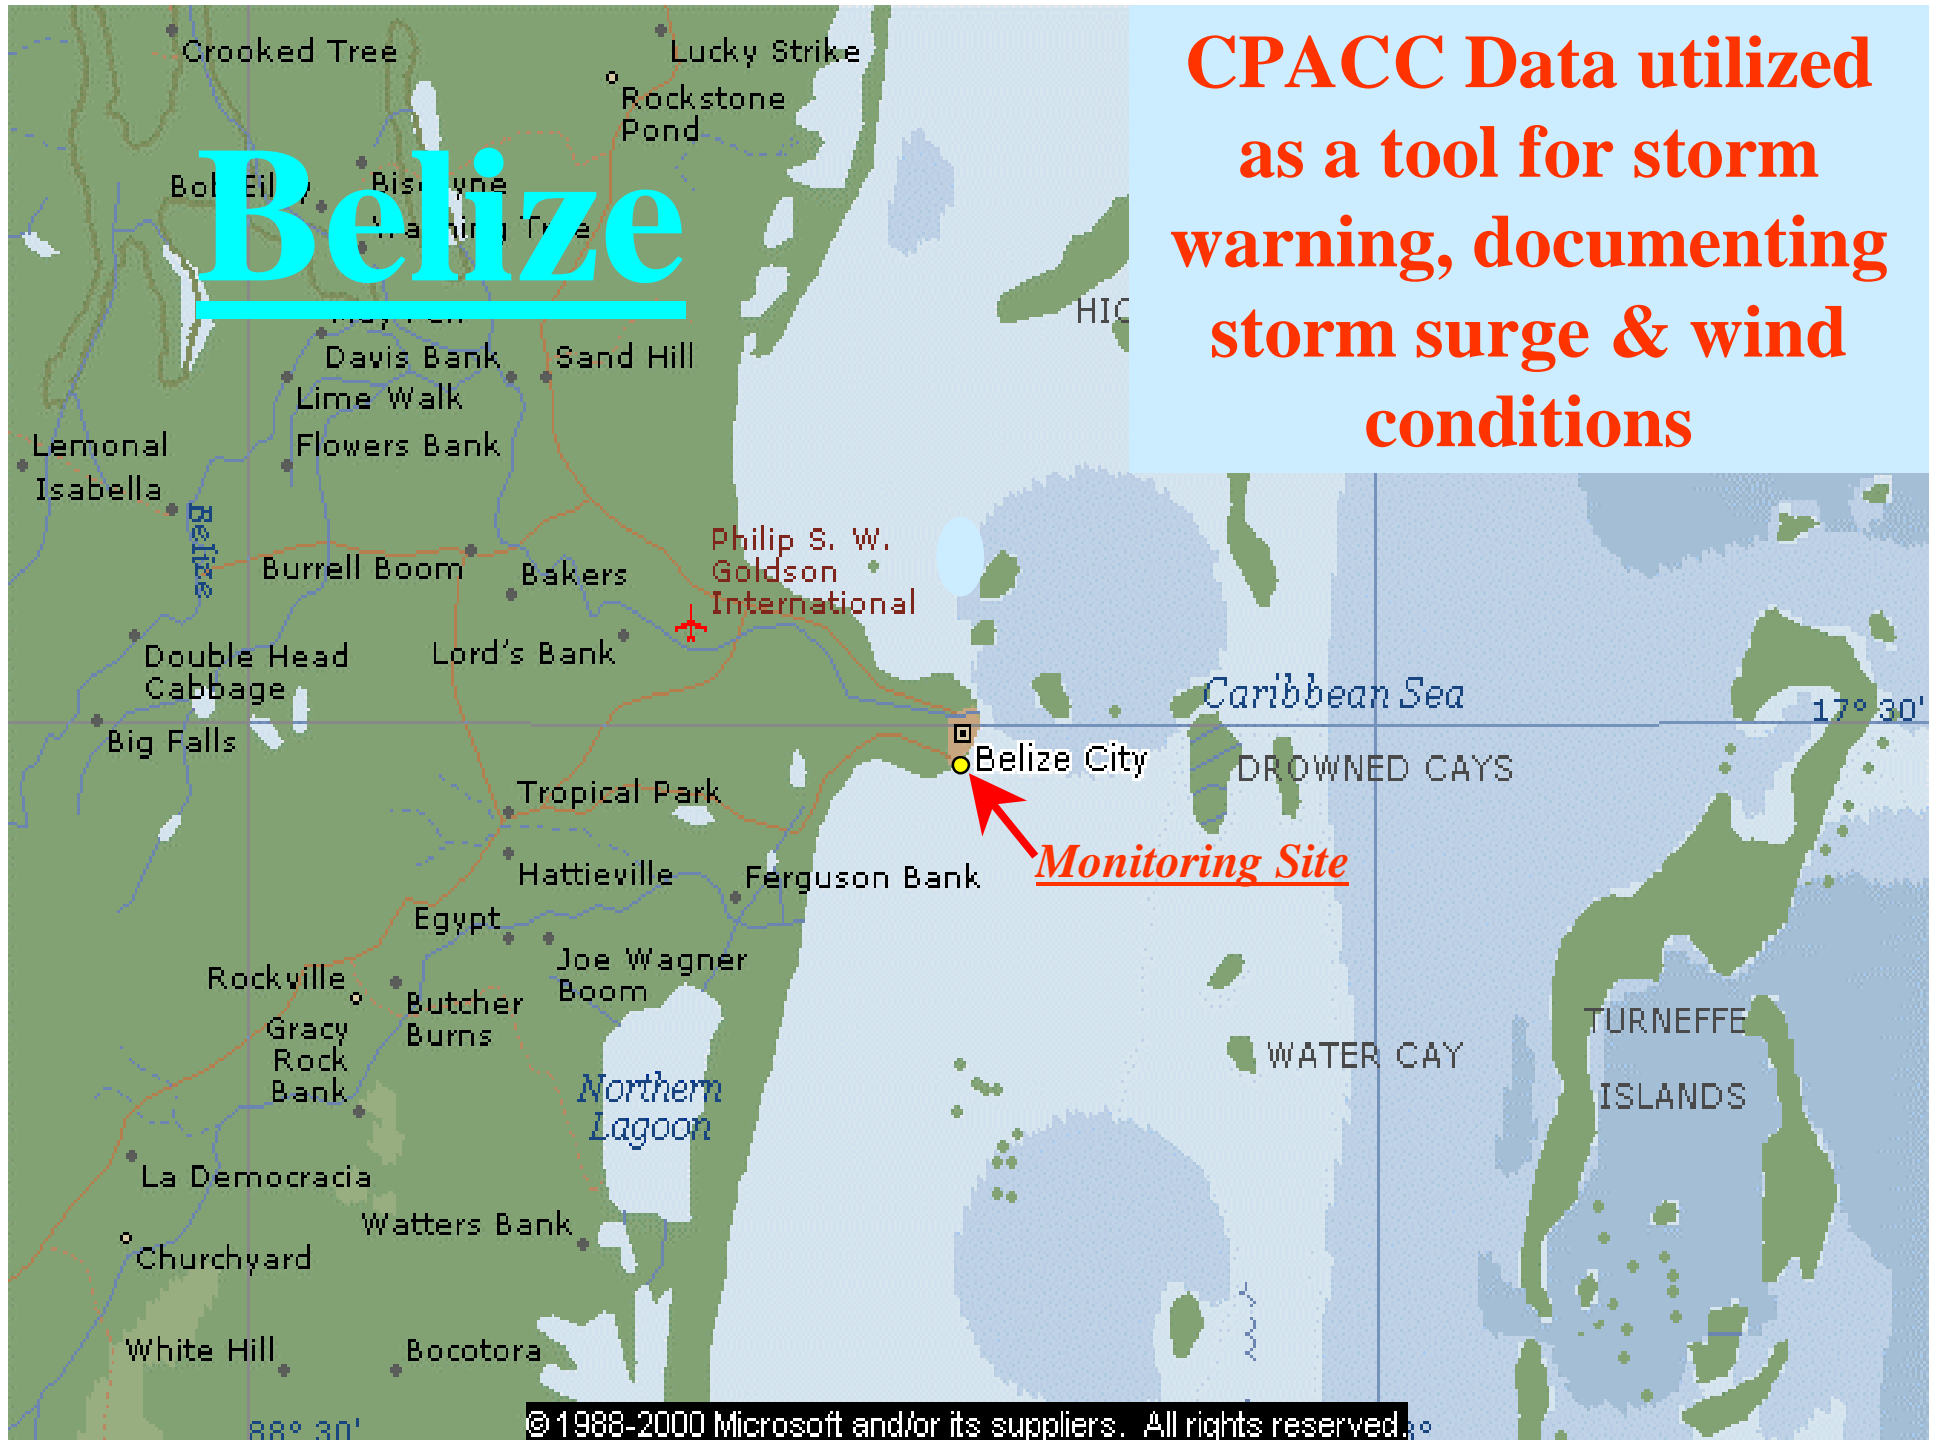 Crooked Tree
Lucky Strike
Rockstone
Pond
CPACC Data utilized
as a tool for storm
warning, documenting
storm surge & wind
conditions
Belize
HIC
Davis Bank
Sand Hill
Lime Walk
Lemonal
Flowers Bank
Isabella
Belize
Philip S. W.
Goldson
International
Burrell Boom
Bakers
Double Head
Cabbage
Lord's Bank
Caribbean Sea
17° 30'
Big Falls
Belize City
DROWNED CAYS
Tropical Park
Monitoring Site
Hattieville
Ferguson Bank
Egypt
Joe Wagner
Boom
Rockville
Butcher
Burns
Gracy
Rock
Bank
TURNEFFE
ISLANDS
WATER CAY
Northern
Lagoon
La Democracia
Watters Bank
Churchyard
White Hill
Bocotora
88° 30'
© 1988-2000 Microsoft and/or its suppliers. All rights reserved.